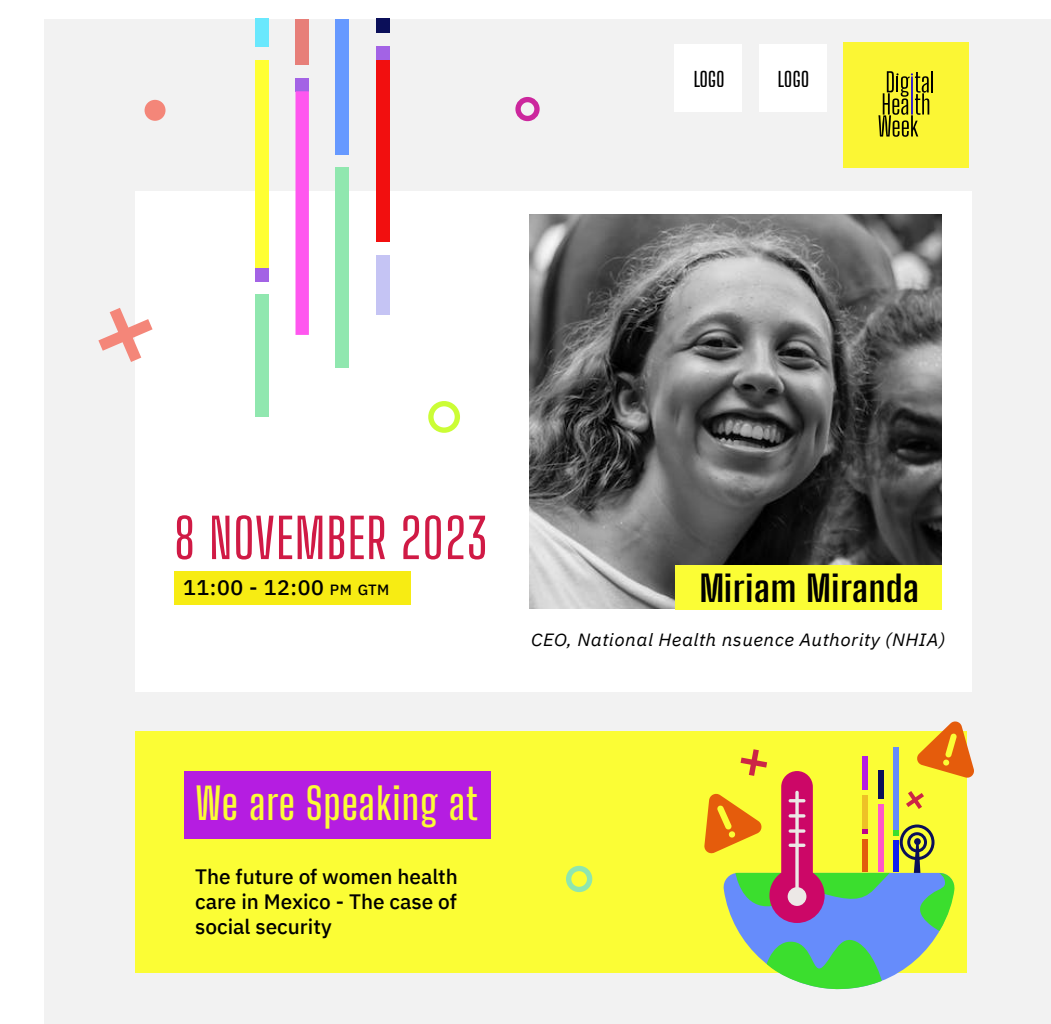 LOGO
LOGO
Digital
Health
Week
8 NOVEMBER 2023
11:00 - 12:00 PM GTM
Miriam Miranda
CEO, National Health nsuence Authority (NHIA)
We are Speaking at
The future of women health
care in Mexico - The case of
social security